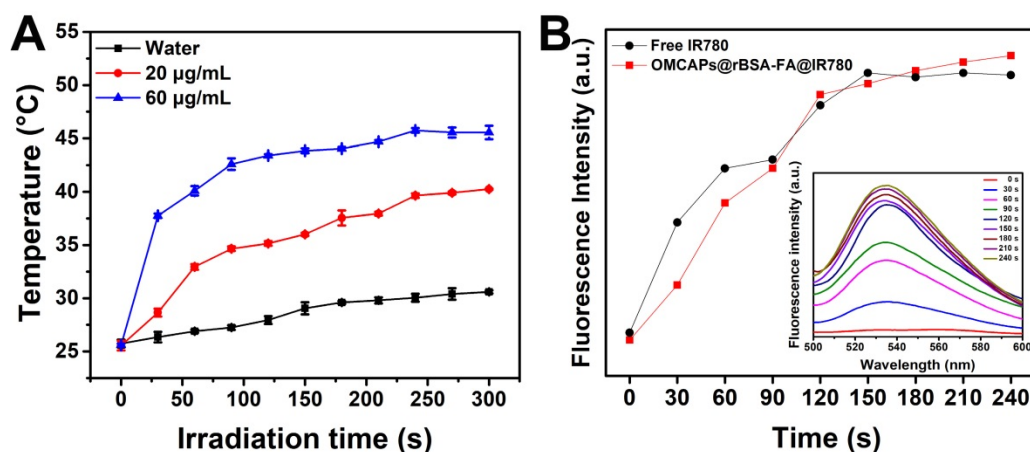 A
Temperature (°C)
55
50
45
40
35
30
25
Water
20 µg/mL
60 µg/mL
0 50 100 150 200 250 300
Irradiation time (s)
B
Fluorescence Intensity (a.u.)
Free IR780
OMCAPs@rBSA-FA@IR780
Fluorescence intensity (a.u.)
0 s
30 s
60 s
90 s
120 s
150 s
180 s
210 s
240 s
500 520 540 560 580 600
Wavelength (nm)
0 30 60 90 120 150 180 210 240
Time (s)